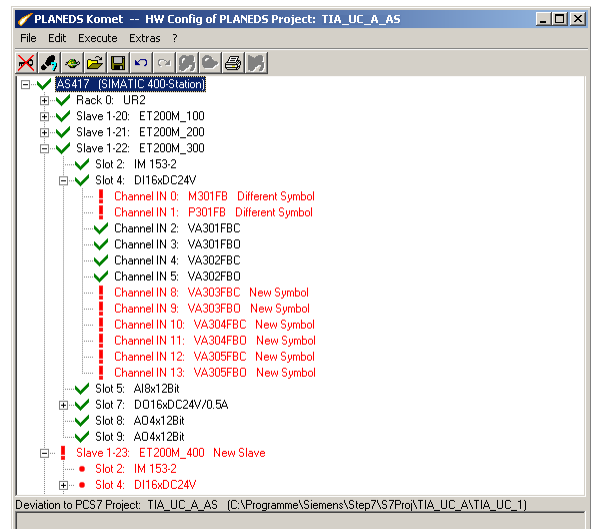 PLANEDS Komet -- HW Config of PLANEDS Project: TIA_UC_A_AS
File Edit Execute Extras ?
AS417 (SIMATIC 400-Station)
Rack 0: UR2
Slave 1-20: ET200M_100
Slave 1-21: ET200M_200
Slave 1-22: ET200M_300
Slot 2: IM 153-2
Slot 4: DI16xDC24V
Channel IN 0: M301FB Different Symbol
Channel IN 1: P301FB Different Symbol
Channel IN 2: VA301FBC
Channel IN 3: VA301FBO
Channel IN 4: VA302FBC
Channel IN 5: VA302FBO
Channel IN 8: VA303FBC New Symbol
Channel IN 9: VA303FBO New Symbol
Channel IN 10: VA304FBC New Symbol
Channel IN 11: VA304FBO New Symbol
Channel IN 12: VA305FBC New Symbol
Channel IN 13: VA305FBO New Symbol
Slot 5: AI8x12Bit
Slot 7: DO16xDC24V/0.5A
Slot 8: AO4x12Bit
Slot 9: AO4x12Bit
Slave 1-23: ET200M_400 New Slave
Slot 2: IM 153-2
Slot 4: DI16xDC24V
Deviation to PCS7 Project: TIA_UC_A_AS (C:\Programme\Siemens\Step7\S7Proj\TIA_UC_A\TIA_UC_1)